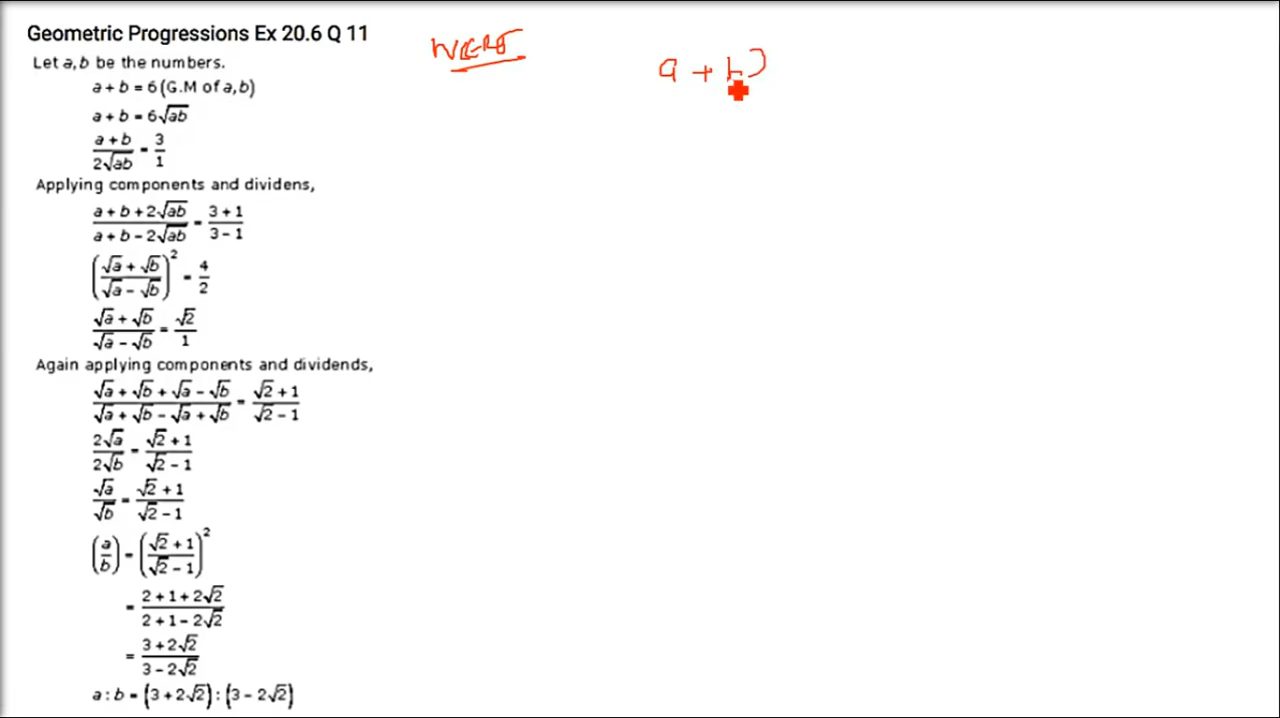 Geometric Progressions Ex 20.6 Q 11
Let a, b be the numbers.
a + b = 6 (G.M of a, b)
a + b = 6√ab
(a + b)/(2√ab) = 3/1
Applying components and dividens,
(a + b + 2√ab)/(a + b - 2√ab) = (3 + 1)/(3 - 1)
((√a + √b)/(√a - √b))² = 4/2
(√a + √b)/(√a - √b) = √2/1
Again applying components and dividends,
(√a + √b + √a - √b)/(√a + √b - √a + √b) = (√2 + 1)/(√2 - 1)
2√a/2√b = (√2 + 1)/(√2 - 1)
√a/√b = (√2 + 1)/(√2 - 1)
(a/b) = ((√2 + 1)/(√2 - 1))²
= (2 + 1 + 2√2)/(2 + 1 - 2√2)
= (3 + 2√2)/(3 - 2√2)
a : b = (3 + 2√2) : (3 - 2√2)
a +